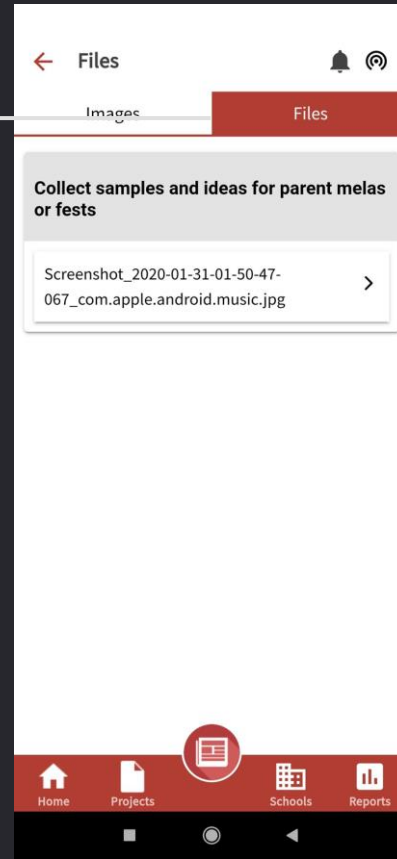 Files
Images
Files
Collect samples and ideas for parent melas
or fests
Screenshot_2020-01-31-01-50-47-
067_com.apple.android.music.jpg
Home
Projects
Schools
Reports